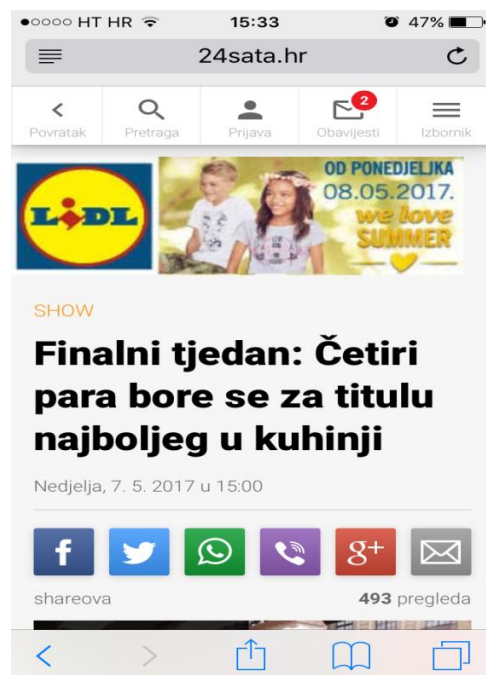 HT HR 15:33 47%
24sata.hr
2
Povratak Pretraga Prijava Obavijesti Izbornik
LiDL
OD PONEDJELJKA
08.05.2017.
we love
SUMMER
SHOW
Finalni tjedan: Četiri
para bore se za titulu
najboljeg u kuhinji
Nedjelja, 7. 5. 2017 u 15:00
f g+
shareova 493 pregleda